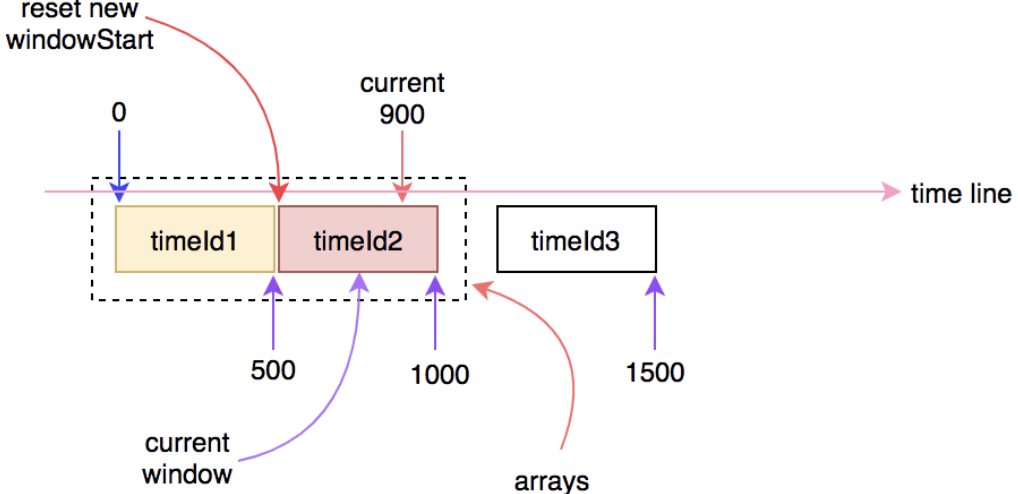 reset new
windowStart
current
900
0
time line
timeId1
timeId2
timeId3
500
1000
1500
current
window
arrays